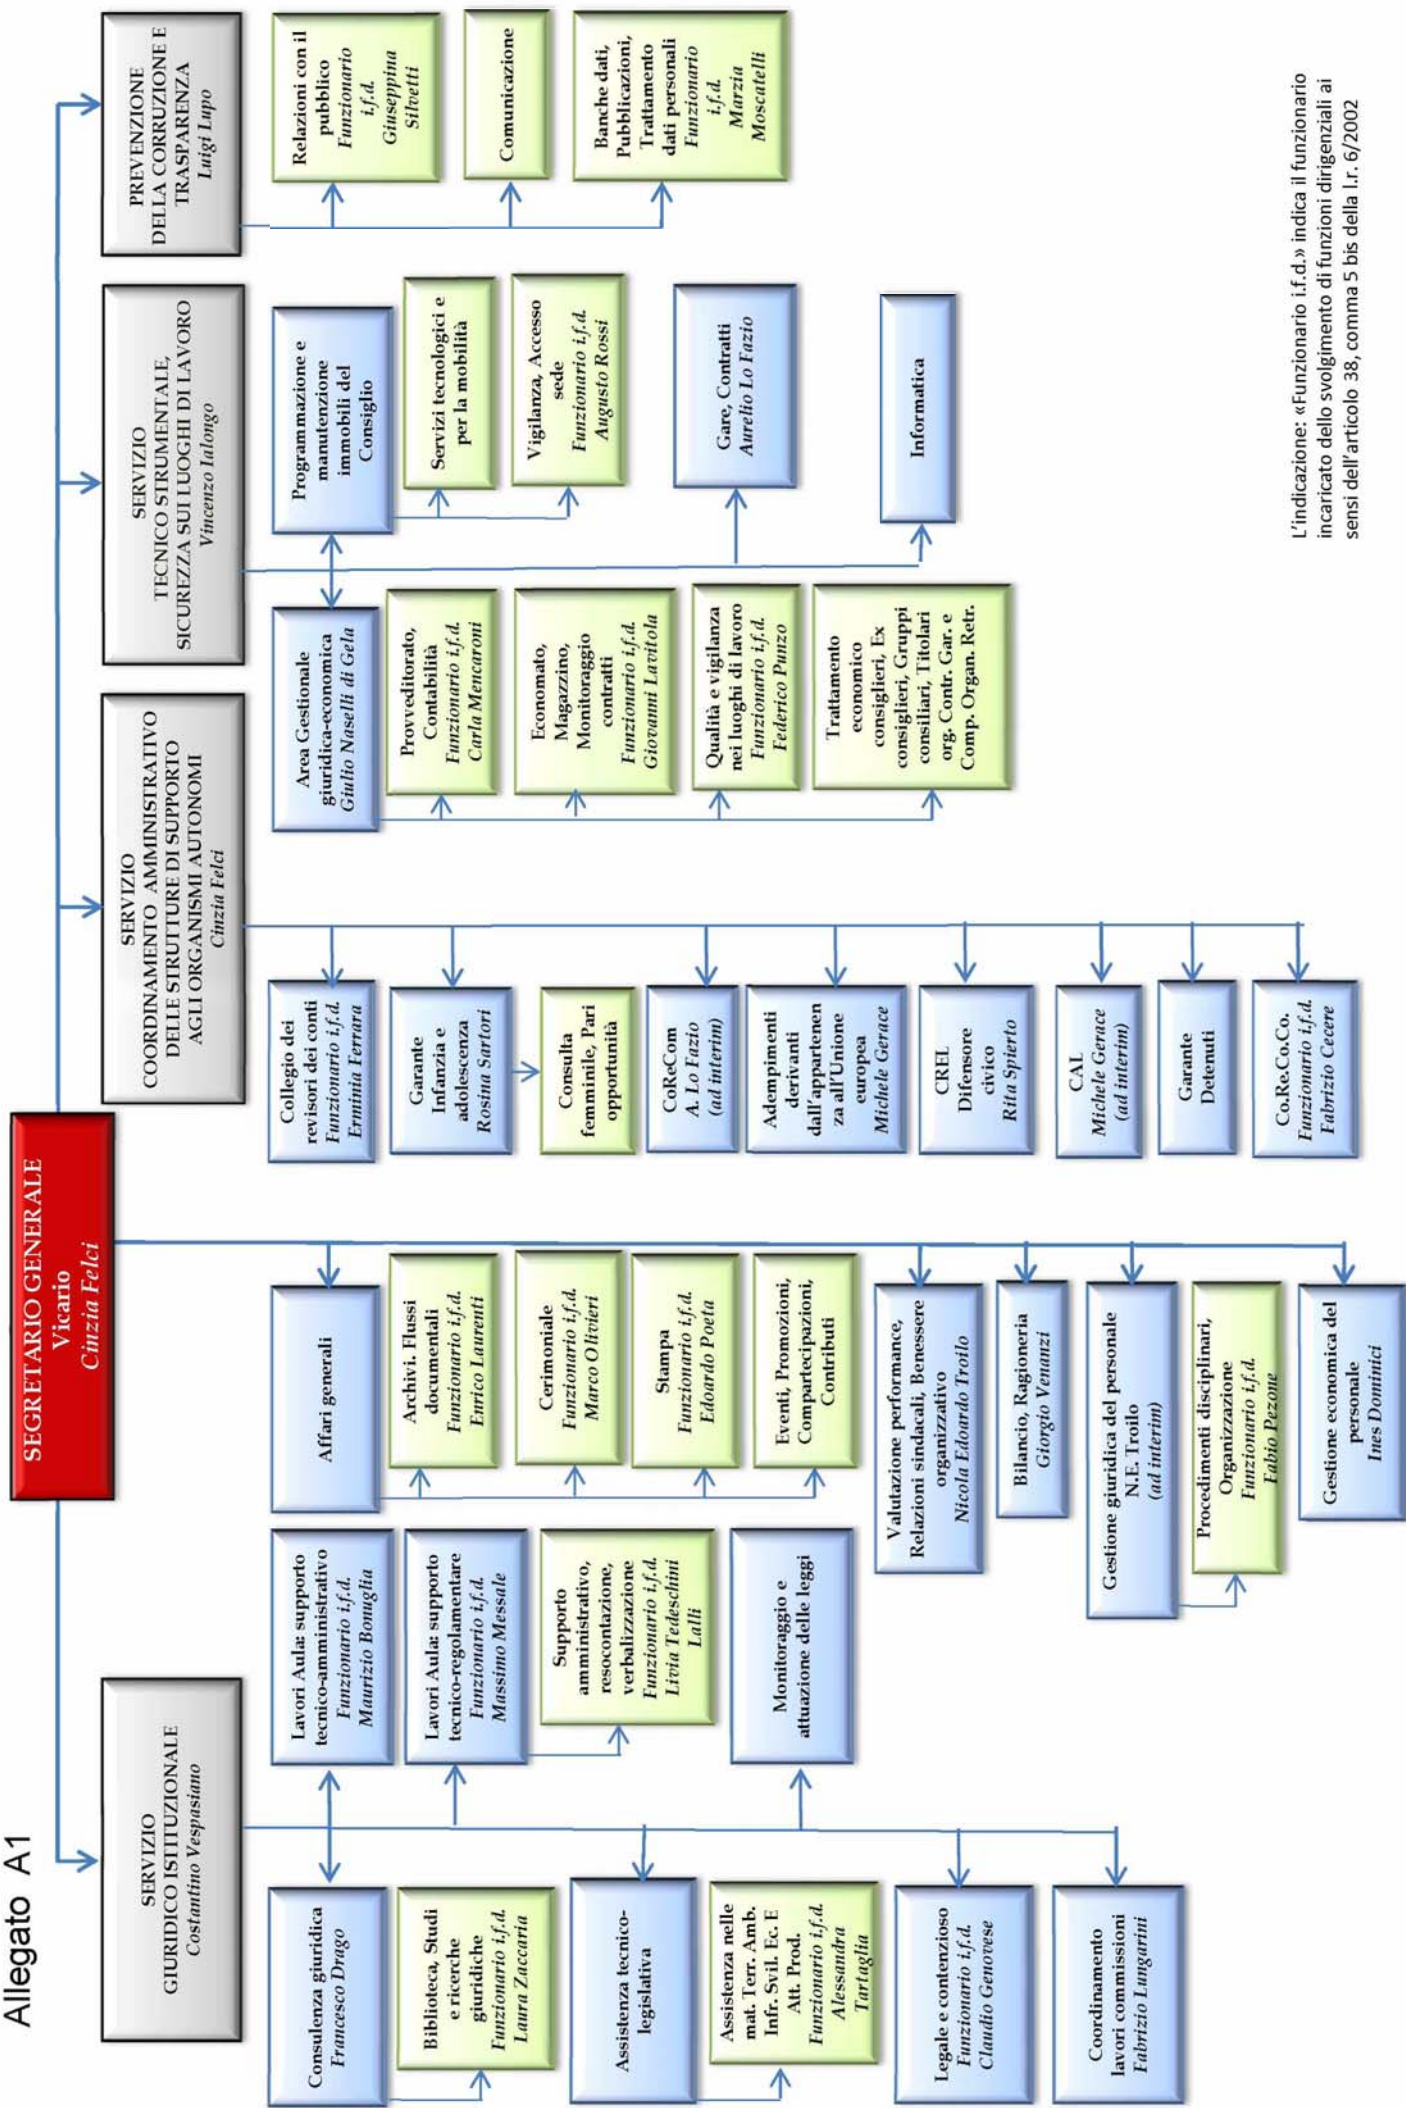 Allegato A1
SEGRETARIO GENERALE
Vicario
Cinzia Felci
SERVIZIO
GIURIDICO ISTITUZIONALE
Costantino Vespasiano
Consulenza giuridica
Francesco Drago
Biblioteca, Studi
e ricerche
giuridiche
Funzionario i.f.d.
Laura Zaccaria
Assistenza tecnico-
legislativa
Assistenza nelle
mat. Terr. Amb.
Infr. Svil. Ec. E
Att. Prod.
Funzionario i.f.d.
Alessandra
Tartaglia
Legale e contenzioso
Funzionario i.f.d.
Claudio Genovese
Coordinamento
lavori commissioni
Fabrizio Lungarini
Lavori Aula: supporto
tecnico-amministrativo
Funzionario i.f.d.
Maurizio Bonuglia
Lavori Aula: supporto
tecnico-regolamentare
Funzionario i.f.d.
Massimo Messale
Supporto
amministrativo,
resocontazione,
verbalizzazione
Funzionario i.f.d.
Livia Tedeschini
Lalli
Monitoraggio e
attuazione delle leggi
Affari generali
Archivi. Flussi
documentali
Funzionario i.f.d.
Enrico Laurenti
Cerimoniale
Funzionario i.f.d.
Marco Olivieri
Stampa
Funzionario i.f.d.
Edoardo Poeta
Eventi, Promozioni,
Compartecipazioni,
Contributi
Valutazione performance,
Relazioni sindacali, Benessere
organizzativo
Nicola Edoardo Troilo
Bilancio, Ragioneria
Giorgio Venanzi
Gestione giuridica del personale
N.E. Troilo
(ad interim)
Procedimenti disciplinari,
Organizzazione
Funzionario i.f.d.
Fabio Pezone
Gestione economica del
personale
Ines Dominici
SERVIZIO
COORDINAMENTO AMMINISTRATIVO
DELLE STRUTTURE DI SUPPORTO
AGLI ORGANISMI AUTONOMI
Cinzia Felci
Collegio dei
revisori dei conti
Funzionario i.f.d.
Erminia Ferrara
Garante
Infanzia e
adolescenza
Rosina Sartori
Consulta
femminile, Pari
opportunità
CoReCom
A. Lo Fazio
(ad interim)
Adempimenti
derivanti
dall'appartenen
za all'Unione
europea
Michele Gerace
CREL
Difensore
civico
Rita Spierto
CAL
Michele Gerace
(ad interim)
Garante
Detenuti
Co.Re.Co.Co.
Funzionario i.f.d.
Fabrizio Cecere
SERVIZIO
TECNICO STRUMENTALE,
SICUREZZA SUI LUOGHI DI LAVORO
Vincenzo Ialongo
Area Gestionale
giuridica-economica
Giulio Naselli di Gela
Provveditorato,
Contabilità
Funzionario i.f.d.
Carla Mencaroni
Economato,
Magazzino,
Monitoraggio
contratti
Funzionario i.f.d.
Giovanni Lavitola
Qualità e vigilanza
nei luoghi di lavoro
Funzionario i.f.d.
Federico Punzo
Trattamento
economico
consiglieri, Ex
consiglieri, Gruppi
consiliari, Titolari
org. Contr. Gar. e
Comp. Organ. Retr.
Programmazione e
manutenzione
immobili del
Consiglio
Servizi tecnologici e
per la mobilità
Vigilanza, Accesso
sede
Funzionario i.f.d.
Augusto Rossi
Gare, Contratti
Aurelio Lo Fazio
Informatica
PREVENZIONE
DELLA CORRUZIONE E
TRASPARENZA
Luigi Lupo
Relazioni con il
pubblico
Funzionario
i.f.d.
Giuseppina
Silvetti
Comunicazione
Banche dati,
Pubblicazioni,
Trattamento
dati personali
Funzionario
i.f.d.
Marzia
Moscatelli
L'indicazione: «Funzionario i.f.d.» indica il funzionario
incaricato dello svolgimento di funzioni dirigenziali ai
sensi dell'articolo 38, comma 5 bis della l.r. 6/2002